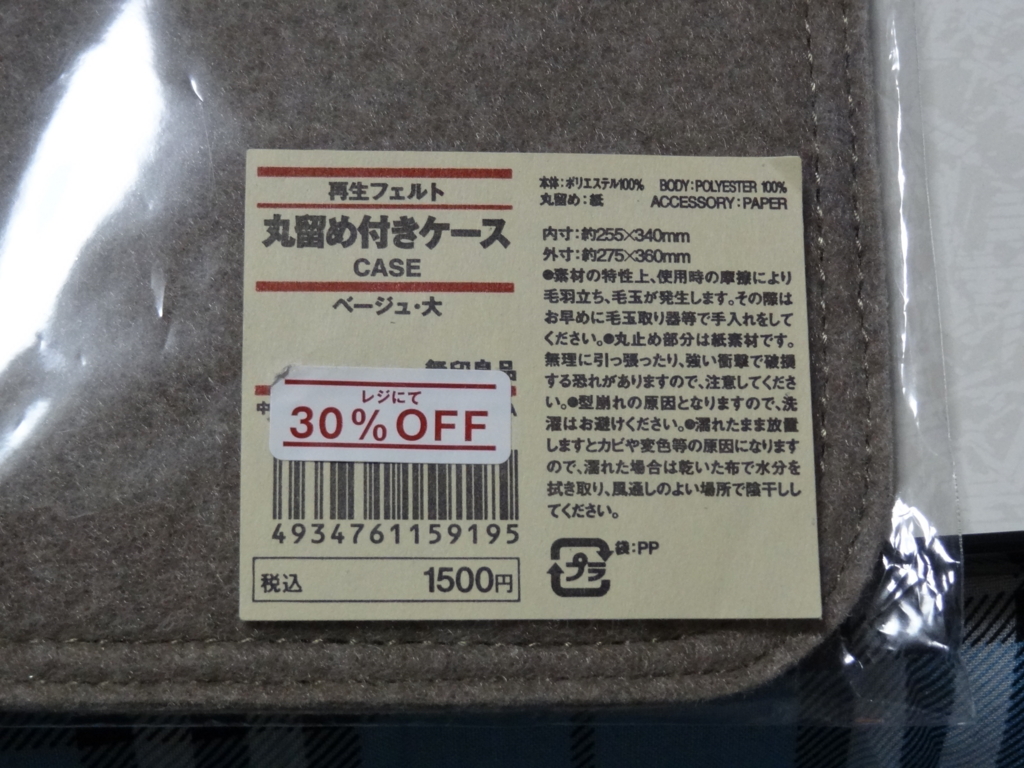 再生フェルト
丸留め付きケース
CASE
ベージュ・大
レジにて
30%OFF
4934761159195
税込 1500円
本体:ポリエステル100% BODY:POLYESTER 100%
丸留め:紙 ACCESSORY:PAPER
内寸:約255×340mm
外寸:約275×360mm
●素材の特性上、使用時の摩擦により
毛羽立ち、毛玉が発生します。その際は
お早めに毛玉取り器等で手入れをして
ください。●丸止め部分は紙素材です。
無理に引っ張ったり、強い衝撃で破損
する恐れがありますので、注意してくださ
い。●型崩れの原因となりますので、洗
濯はお避けください。●濡れたまま放置
しますとカビや変色等の原因になります
ので、濡れた場合は乾いた布で水分を
拭き取り、風通しのよい場所で陰干しし
てください。
プラ 袋:PP